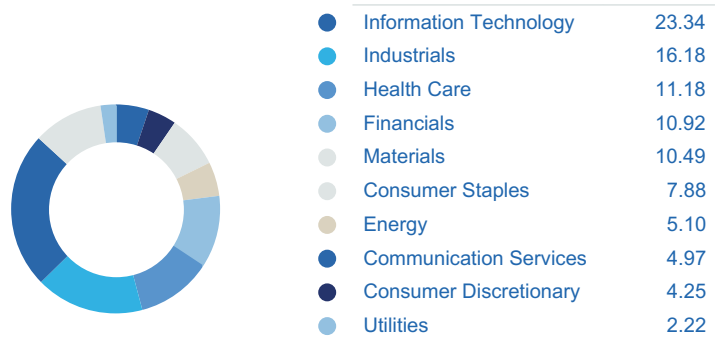 Information Technology 23.34
Industrials 16.18
Health Care 11.18
Financials 10.92
Materials 10.49
Consumer Staples 7.88
Energy 5.10
Communication Services 4.97
Consumer Discretionary 4.25
Utilities 2.22